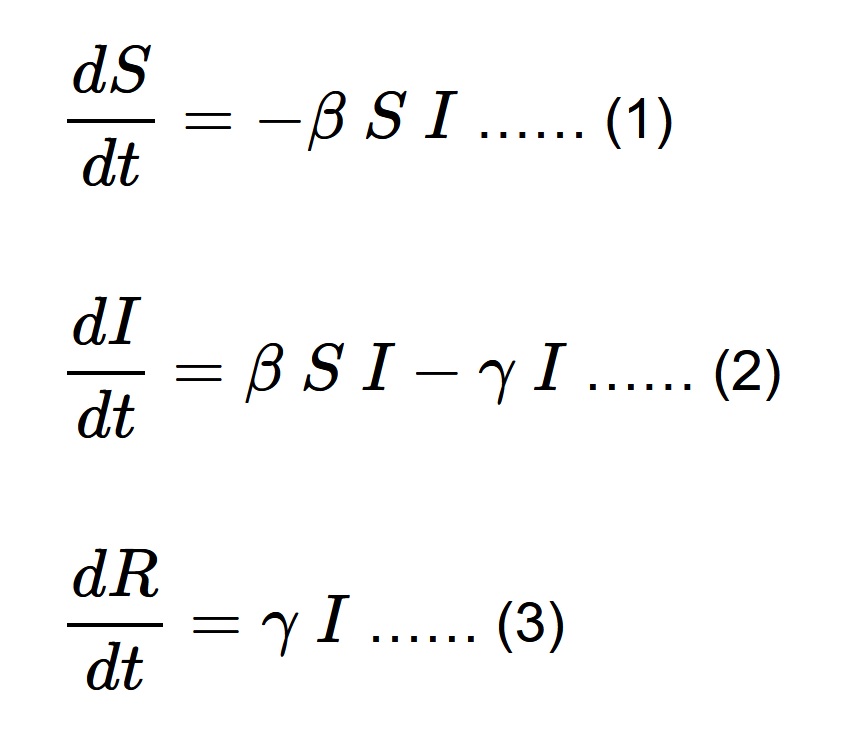 dS/dt = −β S I ...... (1)
dI/dt = β S I − γ I ...... (2)
dR/dt = γ I ...... (3)